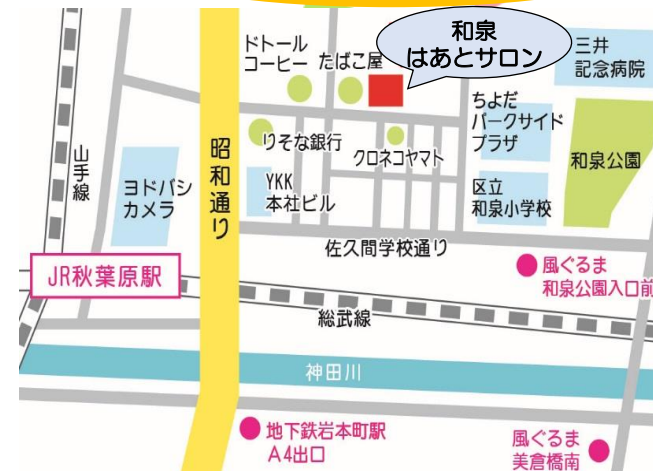 和泉
はあとサロン
ドトール
コーヒー
たばこ屋
三井
記念病院
ちよだ
パークサイド
プラザ
りそな銀行
クロネコヤマト
和泉公園
山手線
昭和通り
ヨドバシ
カメラ
YKK
本社ビル
区立
和泉小学校
佐久間学校通り
JR秋葉原駅
風ぐるま
和泉公園入口前
総武線
神田川
地下鉄岩本町駅
A4出口
風ぐるま
美倉橋南